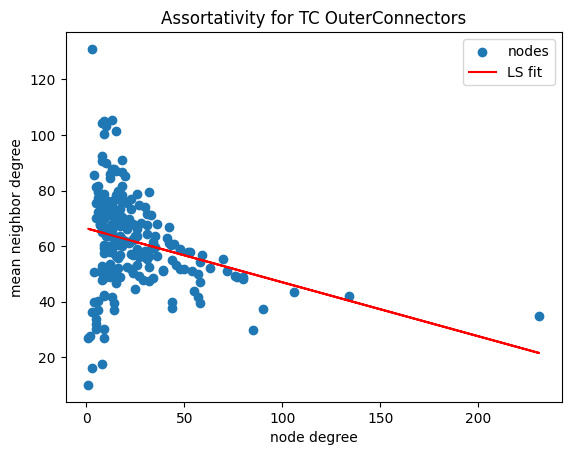 Assortativity for TC OuterConnectors
nodes
LS fit
mean neighbor degree
120
100
80
60
40
20
0
50
100
150
200
node degree